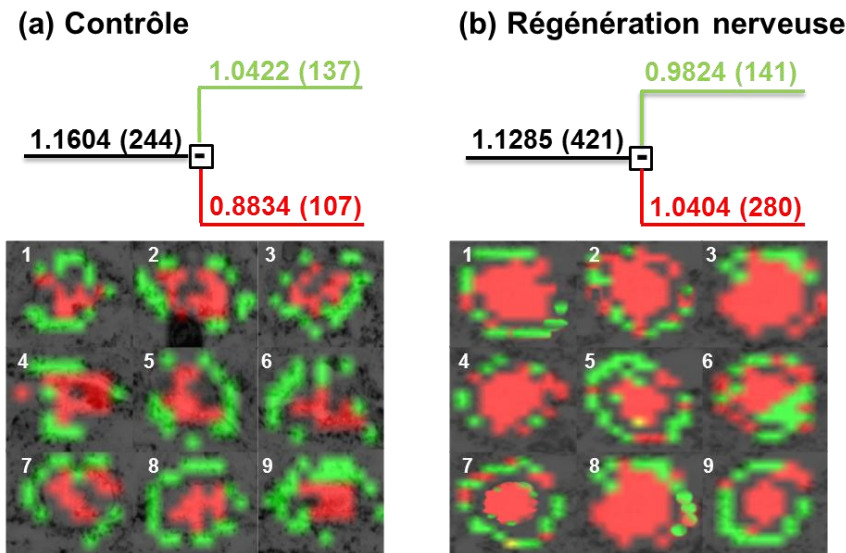 (a) Contrôle
1.0422 (137)
1.1604 (244)
-
0.8834 (107)
1 2 3
4 5 6
7 8 9
(b) Régénération nerveuse
0.9824 (141)
1.1285 (421)
-
1.0404 (280)
1 2 3
4 5 6
7 8 9